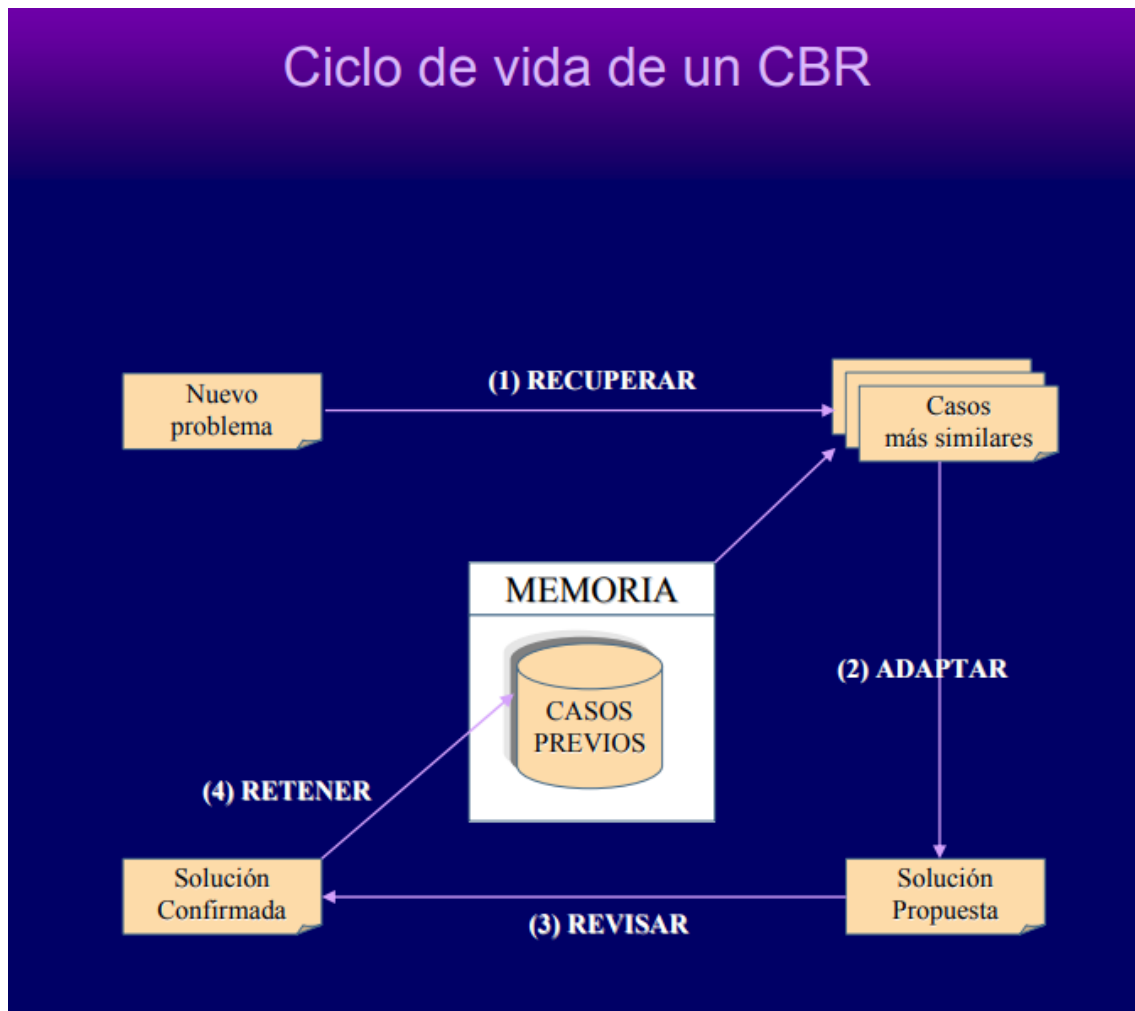 Ciclo de vida de un CBR
Nuevo
problema
(1) RECUPERAR
Casos
más similares
MEMORIA
CASOS
PREVIOS
(2) ADAPTAR
(4) RETENER
Solución
Confirmada
(3) REVISAR
Solución
Propuesta